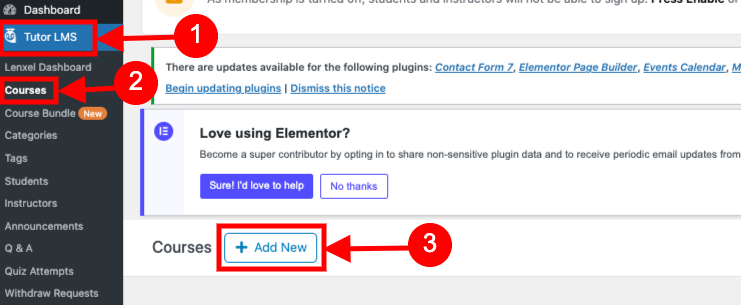 Dashboard
As membership is turned off, students and instructors will not be able to sign up. Press Enable or
Tutor LMS
1
Lenxel Dashboard
There are updates available for the following plugins: Contact Form 7, Elementor Page Builder, Events Calendar, M
Courses
2
Begin updating plugins | Dismiss this notice
Course Bundle New
Categories
Love using Elementor?
Tags
Become a super contributor by opting in to share non-sensitive plugin data and to receive periodic email updates from
Students
Sure! I'd love to help
No thanks
Instructors
Announcements
Q & A
Courses
+ Add New
3
Quiz Attempts
Withdraw Requests